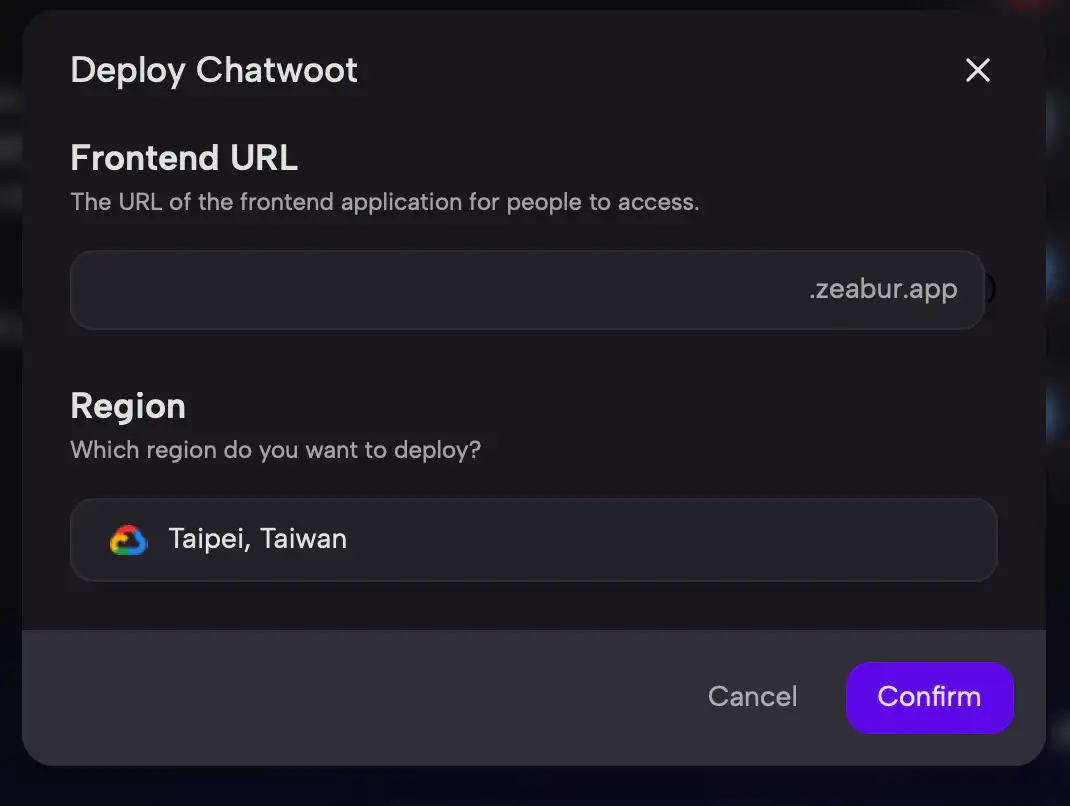 Deploy Chatwoot
Frontend URL
The URL of the frontend application for people to access.
.zeabur.app
Region
Which region do you want to deploy?
Taipei, Taiwan
Cancel
Confirm